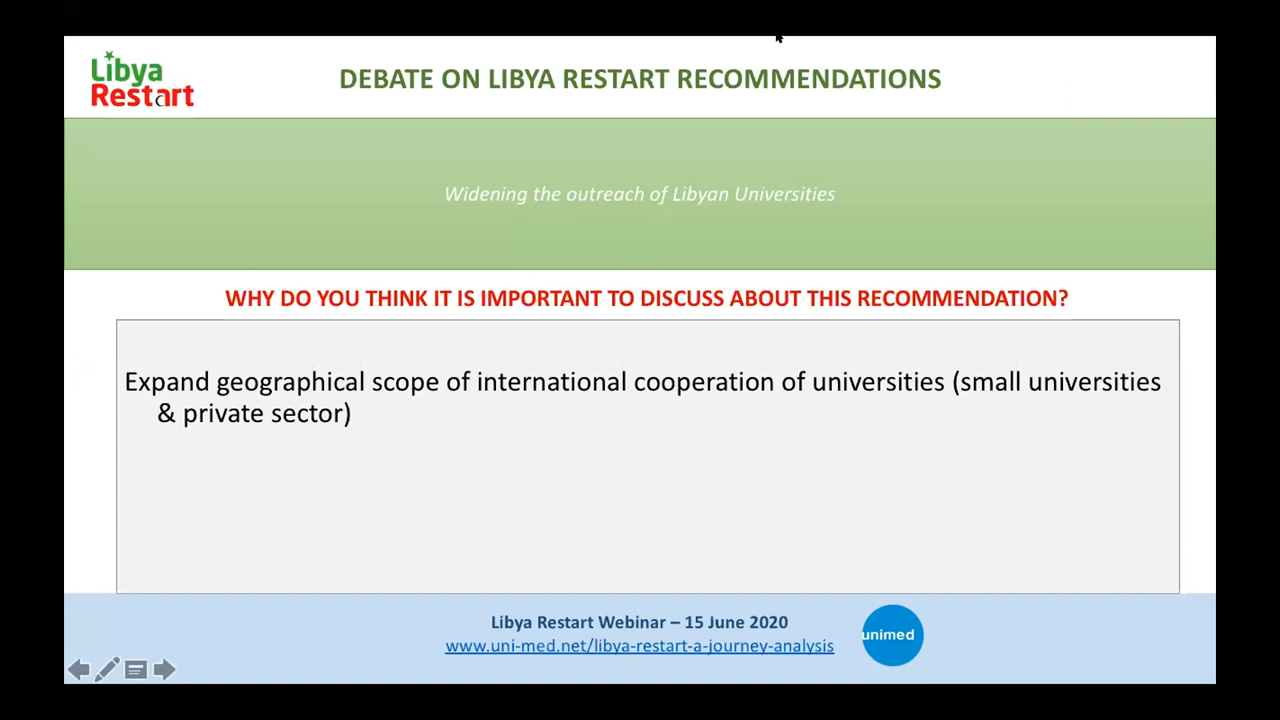 Libya
Restart
DEBATE ON LIBYA RESTART RECOMMENDATIONS
Widening the outreach of Libyan Universities
WHY DO YOU THINK IT IS IMPORTANT TO DISCUSS ABOUT THIS RECOMMENDATION?
Expand geographical scope of international cooperation of universities (small universities
& private sector)
Libya Restart Webinar – 15 June 2020
www.uni-med.net/libya-restart-a-journey-analysis
unimed